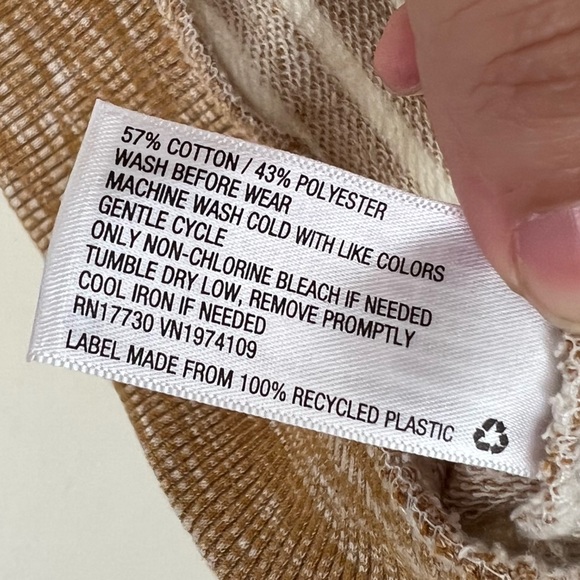 57% COTTON / 43% POLYESTER
WASH BEFORE WEAR
MACHINE WASH COLD WITH LIKE COLORS
GENTLE CYCLE
ONLY NON-CHLORINE BLEACH IF NEEDED
TUMBLE DRY LOW, REMOVE PROMPTLY
COOL IRON IF NEEDED
RN17730 VN1974109
LABEL MADE FROM 100% RECYCLED PLASTIC